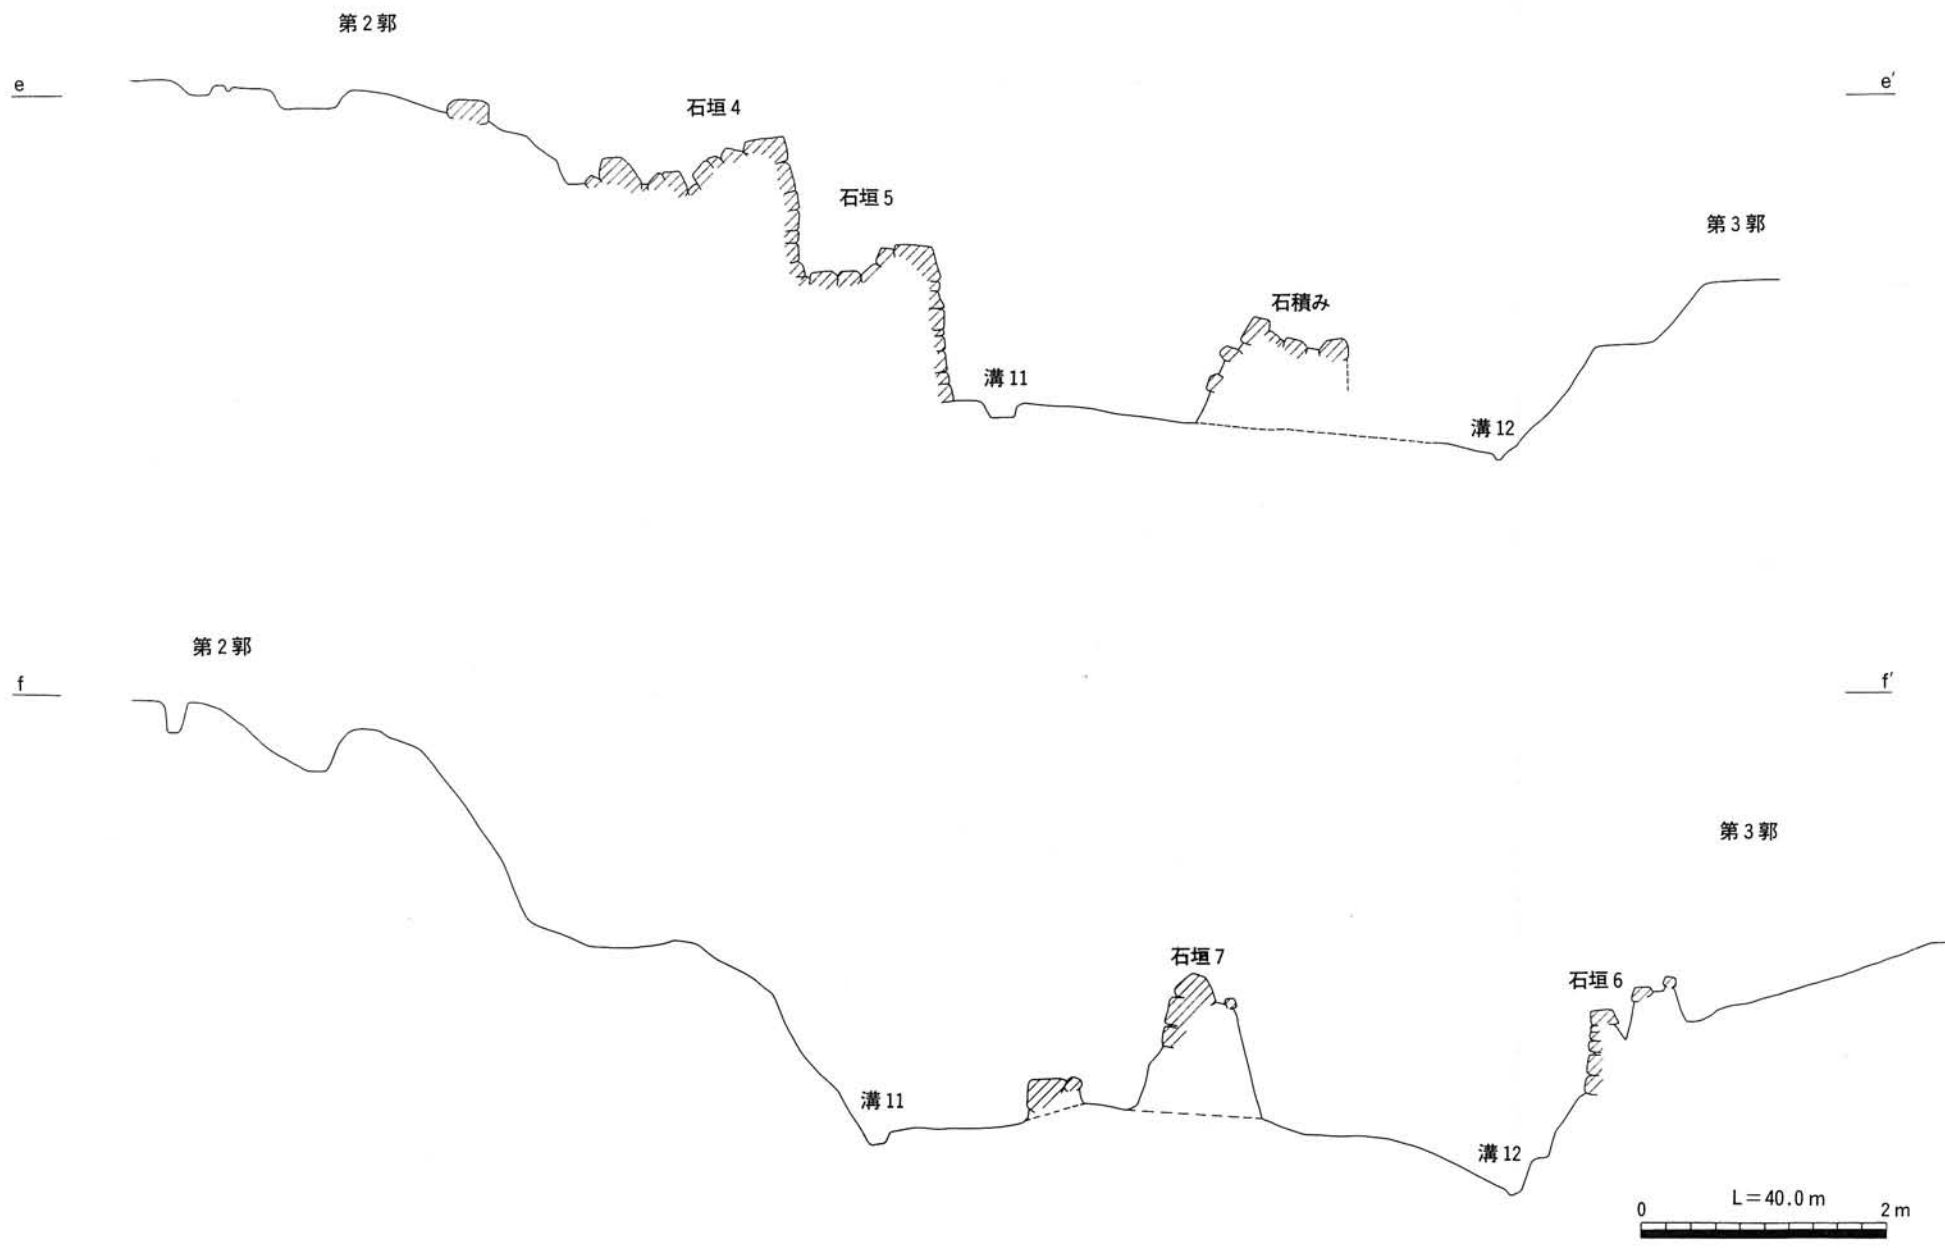 第2郭
e
e′
石垣4
石垣5
第3郭
石積み
溝11
溝12
第2郭
f
f′
第3郭
石垣7
石垣6
溝11
溝12
L=40.0m
0
2m